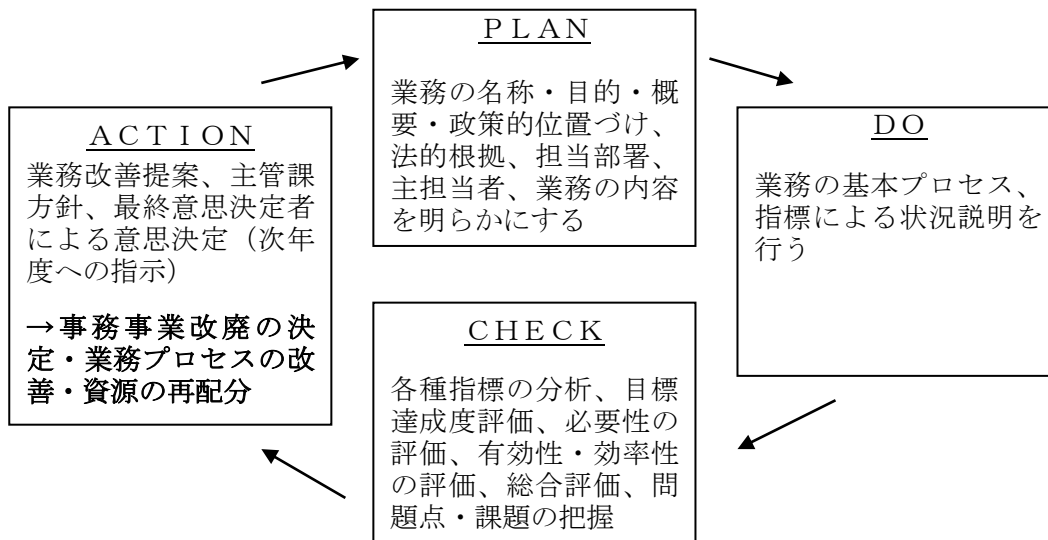 ＰＬＡＮ
業務の名称・目的・概
要・政策的位置づけ、
法的根拠、担当部署、
主担当者、業務の内容
を明らかにする
ＤＯ
業務の基本プロセス、
指標による状況説明を
行う
ＣＨＥＣＫ
各種指標の分析、目標
達成度評価、必要性の
評価、有効性・効率性
の評価、総合評価、問
題点・課題の把握
ＡＣＴＩＯＮ
業務改善提案、主管課
方針、最終意思決定者
による意思決定（次年
度への指示）
→事務事業改廃の決
定・業務プロセスの改
善・資源の再配分